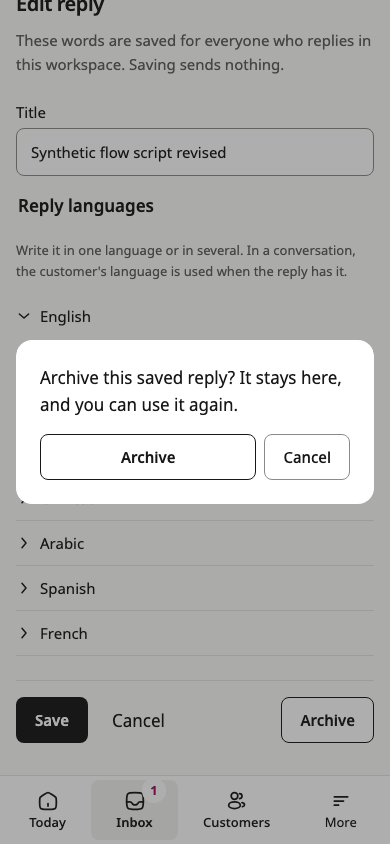 Edit reply
These words are saved for everyone who replies in
this workspace. Saving sends nothing.
Title
Synthetic flow script revised
Reply languages
Write it in one language or in several. In a conversation,
the customer's language is used when the reply has it.
English
Archive this saved reply? It stays here,
and you can use it again.
Archive
Cancel
Arabic
Spanish
French
Save
Cancel
Archive
1
Today
Inbox
Customers
More